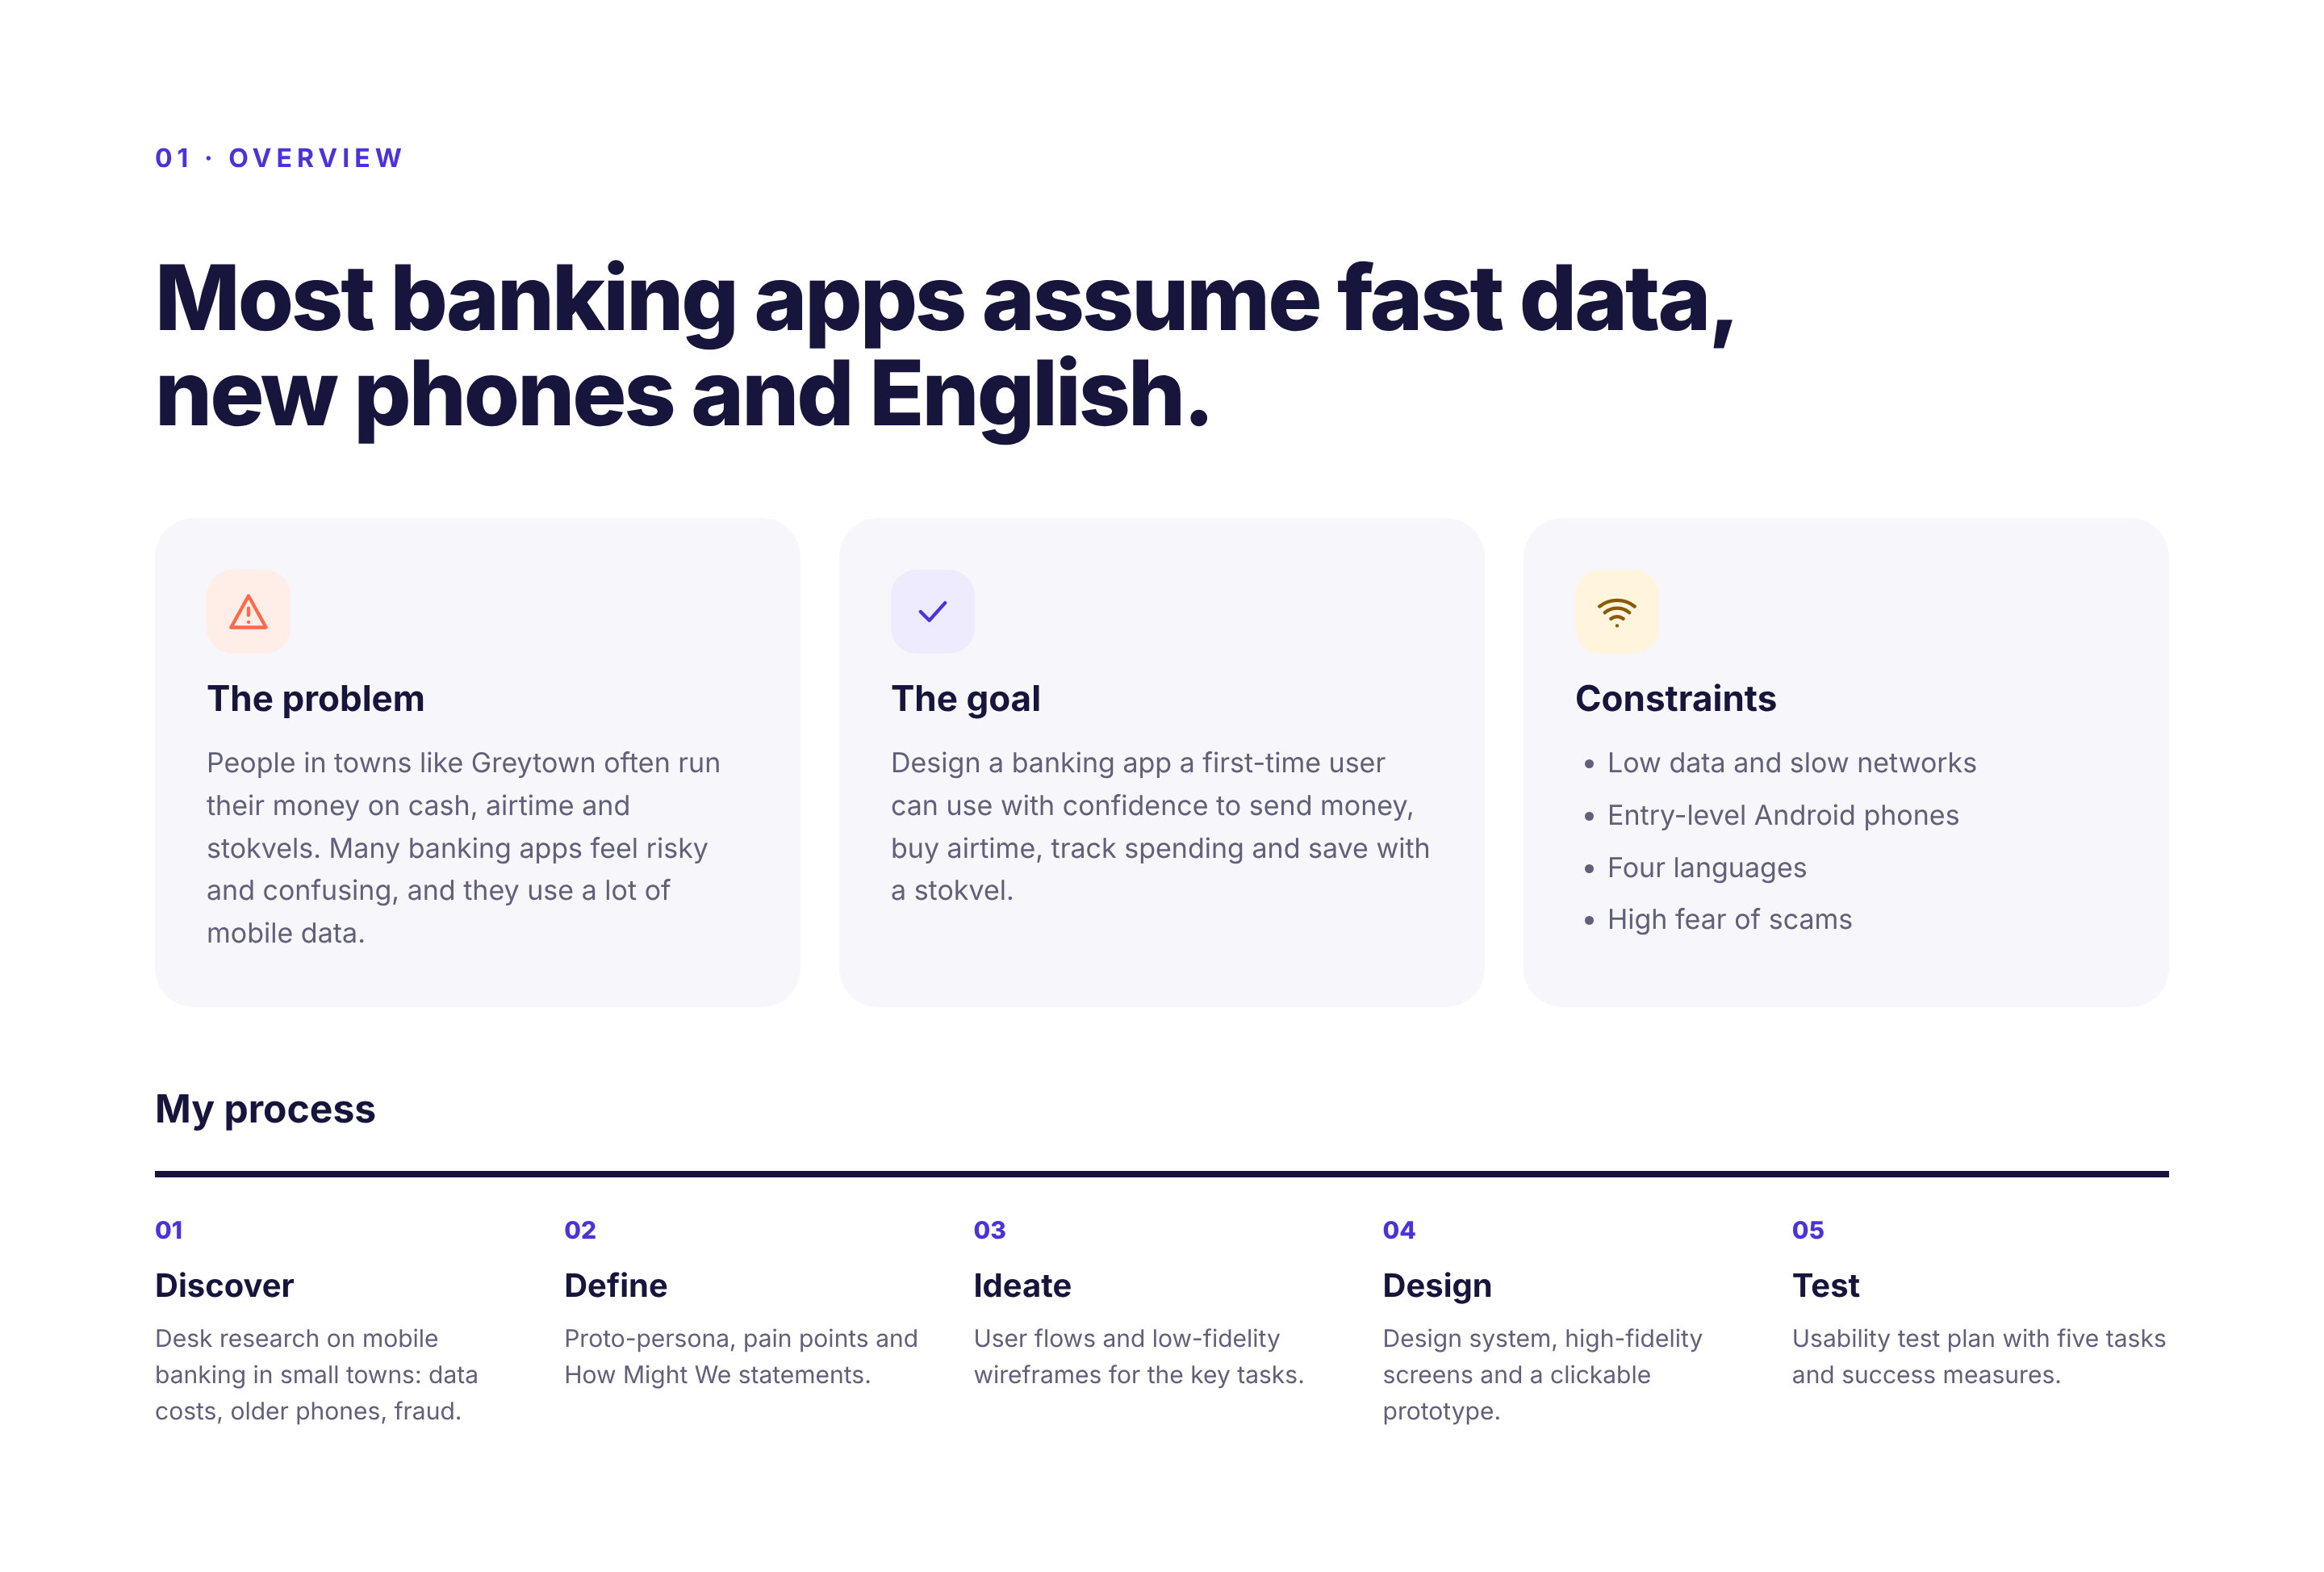 01 · OVERVIEW
Most banking apps assume fast data,
new phones and English.
The problem
People in towns like Greytown often run
their money on cash, airtime and
stokvels. Many banking apps feel risky
and confusing, and they use a lot of
mobile data.
The goal
Design a banking app a first-time user
can use with confidence to send money,
buy airtime, track spending and save with
a stokvel.
Constraints
• Low data and slow networks
• Entry-level Android phones
• Four languages
• High fear of scams
My process
01
Discover
Desk research on mobile
banking in small towns: data
costs, older phones, fraud.
02
Define
Proto-persona, pain points and
How Might We statements.
03
Ideate
User flows and low-fidelity
wireframes for the key tasks.
04
Design
Design system, high-fidelity
screens and a clickable
prototype.
05
Test
Usability test plan with five tasks
and success measures.